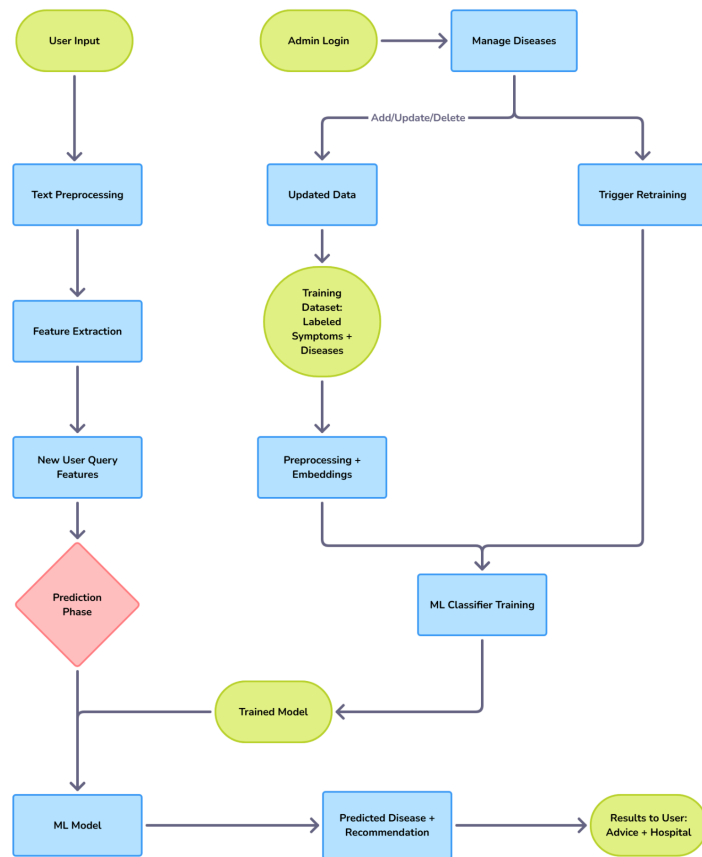 User Input
Admin Login
Manage Diseases
Add/Update/Delete
Text Preprocessing
Updated Data
Trigger Retraining
Training
Dataset:
Labeled
Symptoms +
Diseases
Feature Extraction
New User Query
Features
Preprocessing +
Embeddings
Prediction
Phase
ML Classifier Training
Trained Model
ML Model
Predicted Disease +
Recommendation
Results to User:
Advice + Hospital